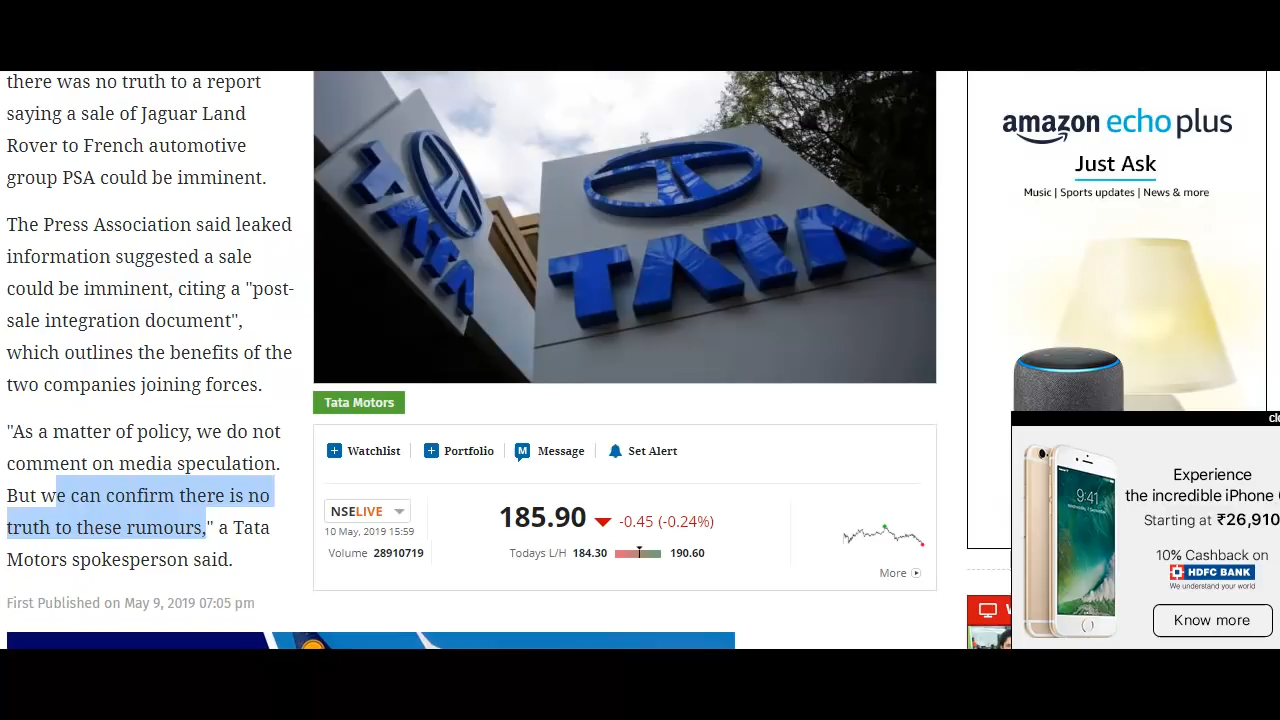 there was no truth to a report
saying a sale of Jaguar Land
Rover to French automotive
group PSA could be imminent.
The Press Association said leaked
information suggested a sale
could be imminent, citing a "post-
sale integration document",
which outlines the benefits of the
two companies joining forces.
"As a matter of policy, we do not
comment on media speculation.
But we can confirm there is no
truth to these rumours," a Tata
Motors spokesperson said.
First Published on May 9, 2019 07:05 pm
TATA
TATA
Tata Motors
Watchlist
Portfolio
M Message
Set Alert
NSELIVE
10 May, 2019 15:59
Volume 28910719
185.90 -0.45 (-0.24%)
Todays L/H 184.30 190.60
More
amazon echo plus
Just Ask
Music | Sports updates | News & more
9:41
Experience
the incredible iPhone
Starting at ₹26,910
10% Cashback on
HDFC BANK
We understand your world
Know more